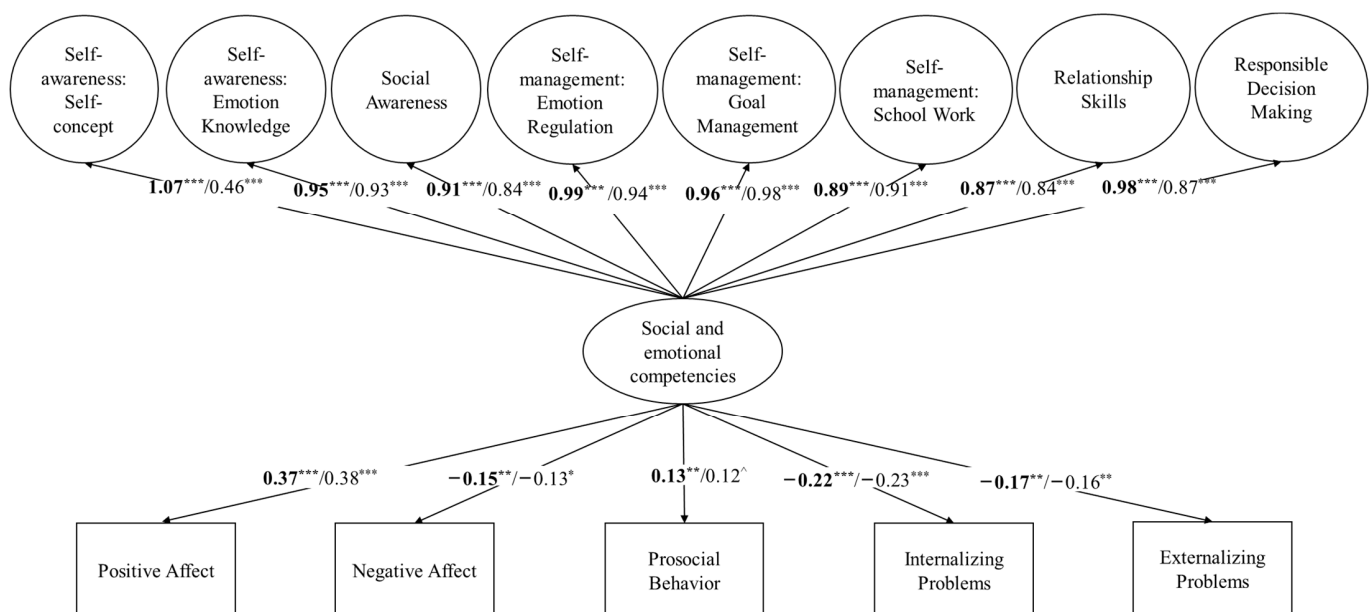 Self-
awareness:
Self-
concept
Self-
awareness:
Emotion
Knowledge
Social
Awareness
Self-
management:
Emotion
Regulation
Self-
management:
Goal
Management
Self-
management:
School Work
Relationship
Skills
Responsible
Decision
Making
1.07***/0.46***
0.95***/0.93***
0.91***/0.84***
0.99***/0.94***
0.96***/0.98***
0.89***/0.91***
0.87***/0.84***
0.98***/0.87***
Social and
emotional
competencies
0.37***/0.38***
−0.15**/−0.13*
0.13**/0.12^
−0.22***/−0.23***
−0.17**/−0.16**
Positive Affect
Negative Affect
Prosocial
Behavior
Internalizing
Problems
Externalizing
Problems